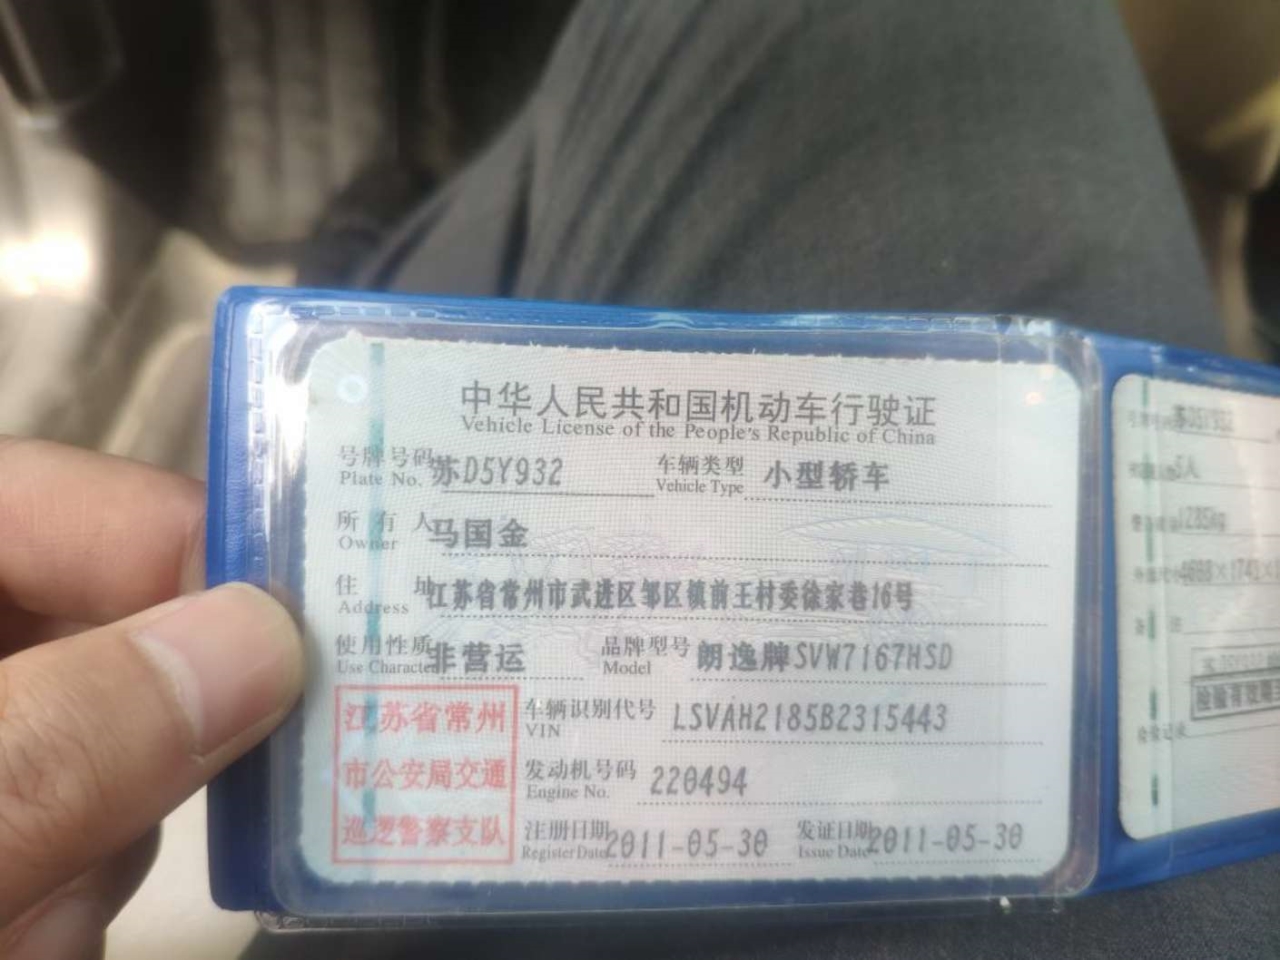 中华人民共和国机动车行驶证
Vehicle License of the People's Republic of China
号牌号码 苏D5Y932 车辆类型 小型轿车
Plate No. Vehicle Type
所有人 马国金
Owner
住址 江苏省常州市武进区邹区镇前王村委徐家巷16号
Address
使用性质 非营运 品牌型号 朗逸牌SVW7167HSD
Use Character Model
江苏省常州
市公安局交通
巡逻警察支队
车辆识别代号 LSVAH2185B2315443
VIN
发动机号码 220494
Engine No.
注册日期 2011-05-30 发证日期 2011-05-30
Register Date Issue Date
苏D5Y932
5人
1285kg
检验有效期